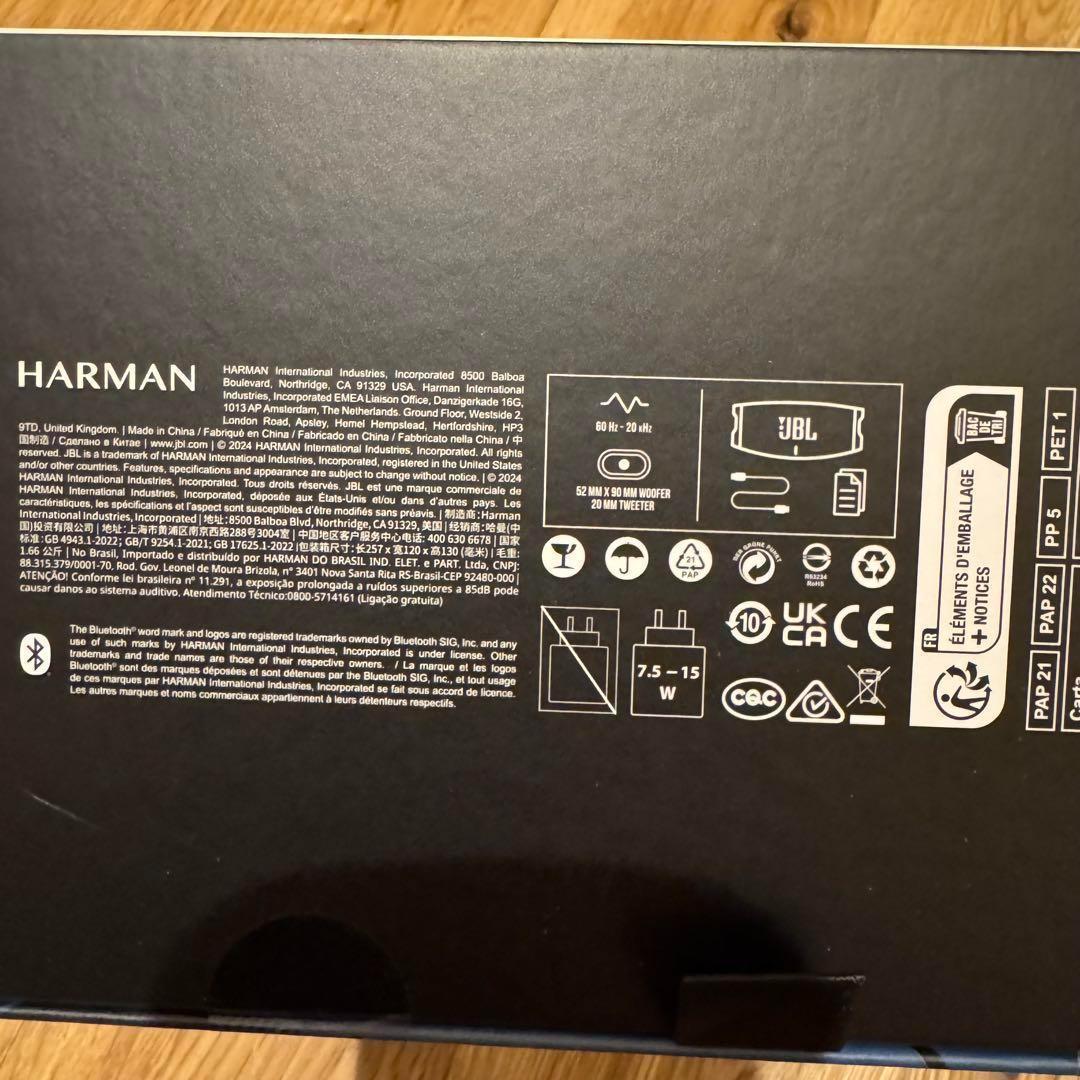 HARMAN
HARMAN International Industries, Incorporated 8500 Balboa
Boulevard, Northridge, CA 91329 USA. Harman International
Industries, Incorporated EMEA Liaison Office, Danzigerkade 16G,
1013 AP Amsterdam, The Netherlands. Ground Floor, Westside 2,
London Road, Apsley, Hemel Hempstead, Hertfordshire, HP3
9TD, United Kingdom. | Made in China / Fabriqué en China / Fabricado en China / Fabbricato nella China / 中
国制造 / Сделано в Китае | www.jbl.com | © 2024 HARMAN International Industries, Incorporated. All rights
reserved. JBL is a trademark of HARMAN International Industries, Incorporated, registered in the United States
and/or other countries. Features, specifications and appearance are subject to change without notice. | © 2024
HARMAN International Industries, Incorporated. Tous droits réservés. JBL est une marque commerciale de
HARMAN International Industries, Incorporated, déposée aux États-Unis et/ou dans d'autres pays. Les
caractéristiques, les spécifications et l'aspect sont susceptibles d'être modifiés sans préavis. | 制造商: Harman
International Industries, Incorporated | 地址: 8500 Balboa Blvd, Northridge, CA 91329, 美国 | 经销商: 哈曼(中
国)投资有限公司 | 地址: 上海市黄浦区南京西路288号3004室 | 中国地区客户服务中心电话: 400 630 6678 | 国家
标准: GB 4943.1-2022; GB/T 9254.1-2021; GB 17625.1-2022 | 包装箱尺寸: 长257 x 宽120 x 高130 (毫米) | 毛重:
1.66 公斤 | No Brasil, Importado e distribuído por HARMAN DO BRASIL IND. ELET. e PART. Ltda, CNPJ:
88.315.379/0001-70, Rod. Gov. Leonel de Moura Brizola, n° 3401 Nova Santa Rita RS-Brasil-CEP 92480-000 |
ATENÇÃO! Conforme lei brasileira nº 11.291, a exposição prolongada a ruídos superiores a 85dB pode
causar danos ao sistema auditivo. Atendimento Técnico:0800-5714161 (Ligação gratuita)
The Bluetooth® word mark and logos are registered trademarks owned by Bluetooth SIG, Inc. and any
use of such marks by HARMAN International Industries, Incorporated is under license. Other
trademarks and trade names are those of their respective owners. / La marque et les logos
Bluetooth® sont des marques déposées et sont détenues par the Bluetooth SIG, Inc., et tout usage
de ces marques par HARMAN International Industries, Incorporated se fait sous accord de licence.
Les autres marques et noms commerciaux appartiennent à leurs détenteurs respectifs.
60 Hz - 20 kHz
52 MM X 90 MM WOOFER
20 MM TWEETER
JBL
21
PAP
DER GRÜNE PUNKT
RS3234
RoHS
10
UK
CA
CE
7.5 – 15
W
CQC
FR
ÉLÉMENTS D'EMBALLAGE
+ NOTICES
BAC
DE
TRI
PAP 21
PAP 22
PP 5
PET 1
Carta